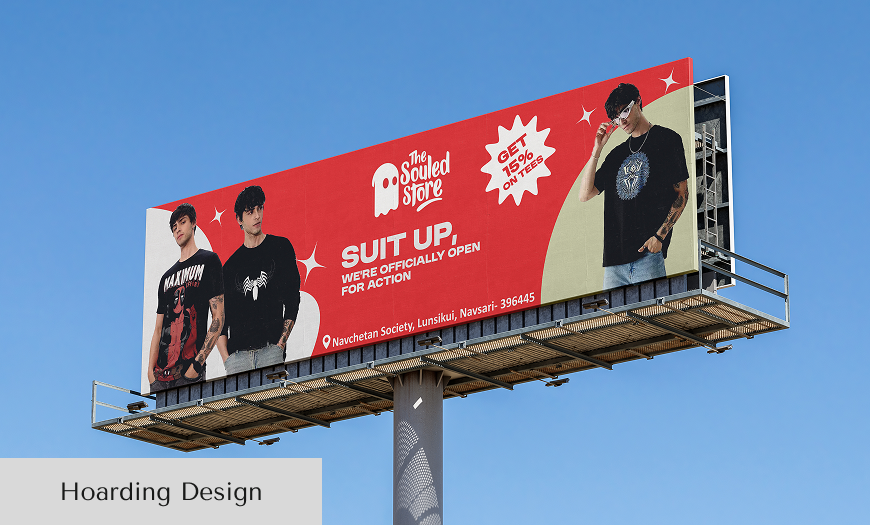 The
Souled
Store
GET
15%
ON TEES
SUIT UP,
WE'RE OFFICIALLY OPEN
FOR ACTION
MAXIMUM
Navchetan Society, Lunsikui, Navsari- 396445
Hoarding Design